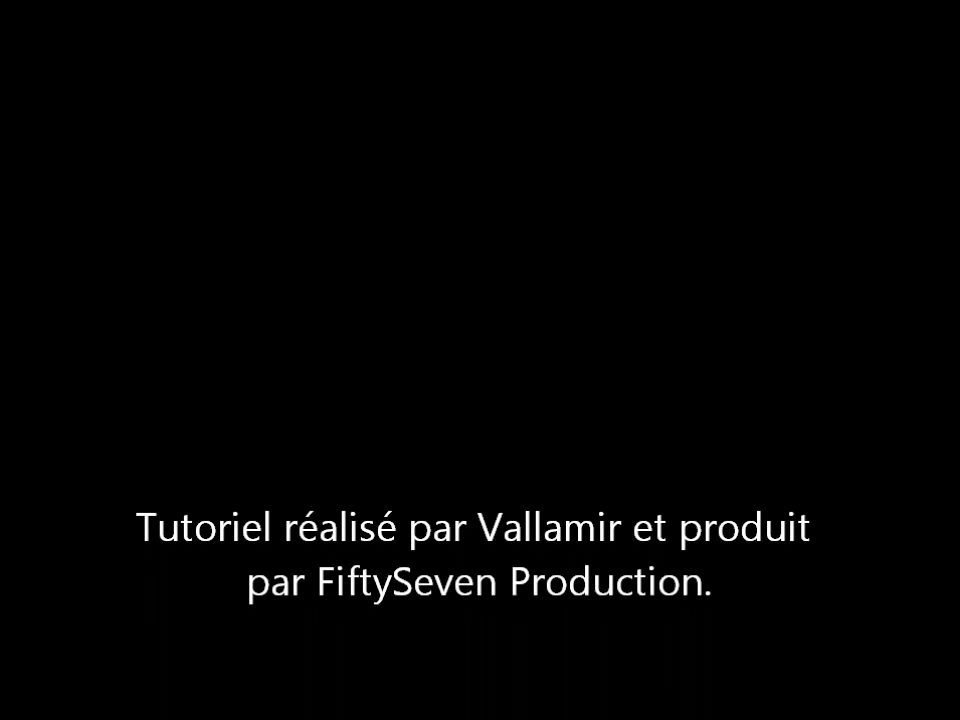 Tutoriel réalisé par Vallamir et produit
par FiftySeven Production.